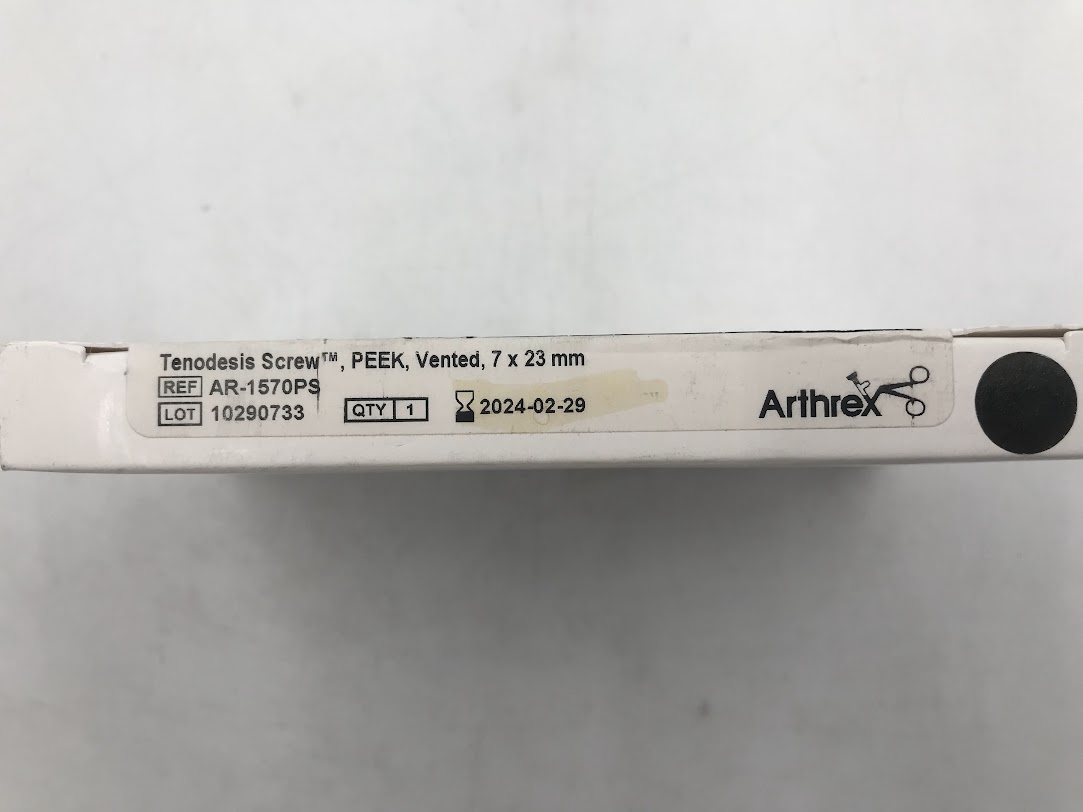 Tenodesis Screw™, PEEK, Vented, 7 x 23 mm
REF AR-1570PS
LOT 10290733 QTY 1 2024-02-29
Arthrex